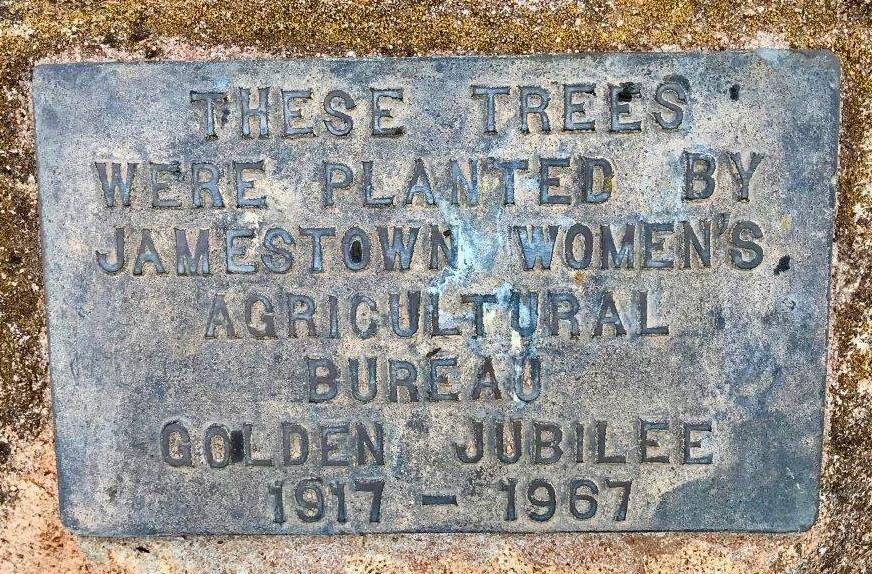 THESE TREES
WERE PLANTED BY
JAMESTOWN WOMEN'S
AGRICULTURAL
BUREAU
GOLDEN JUBILEE
1917 - 1967